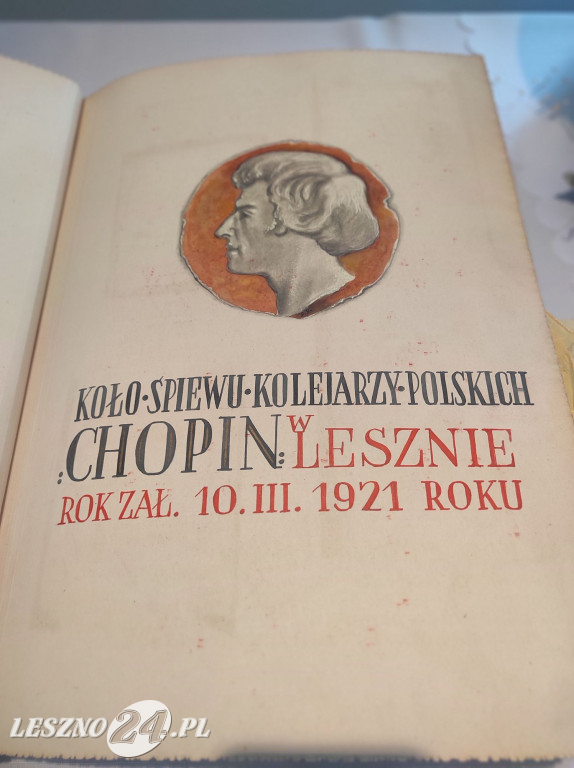 KOŁO·ŚPIEWU·KOLEJARZY·POLSKICH
:CHOPIN: W LESZNIE
ROK ZAŁ. 10. III. 1921 ROKU
LESZNO24.PL